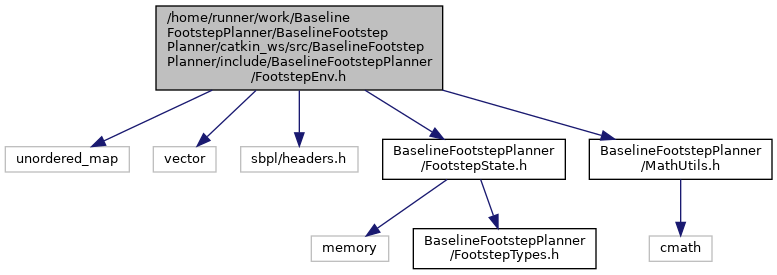 /home/runner/work/Baseline
FootstepPlanner/BaselineFootstep
Planner/catkin_ws/src/BaselineFootstep
Planner/include/BaselineFootstepPlanner
/FootstepEnv.h
unordered_map
vector
sbpl/headers.h
BaselineFootstepPlanner
/FootstepState.h
BaselineFootstepPlanner
/MathUtils.h
memory
BaselineFootstepPlanner
/FootstepTypes.h
cmath